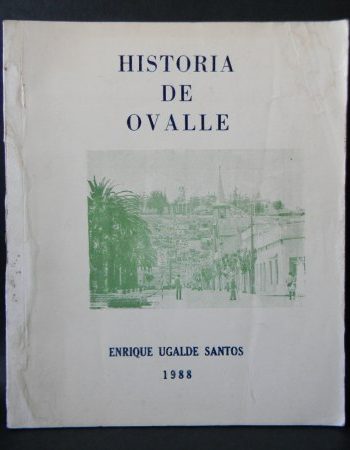 HISTORIA
DE
OVALLE
ENRIQUE UGALDE SANTOS
1988